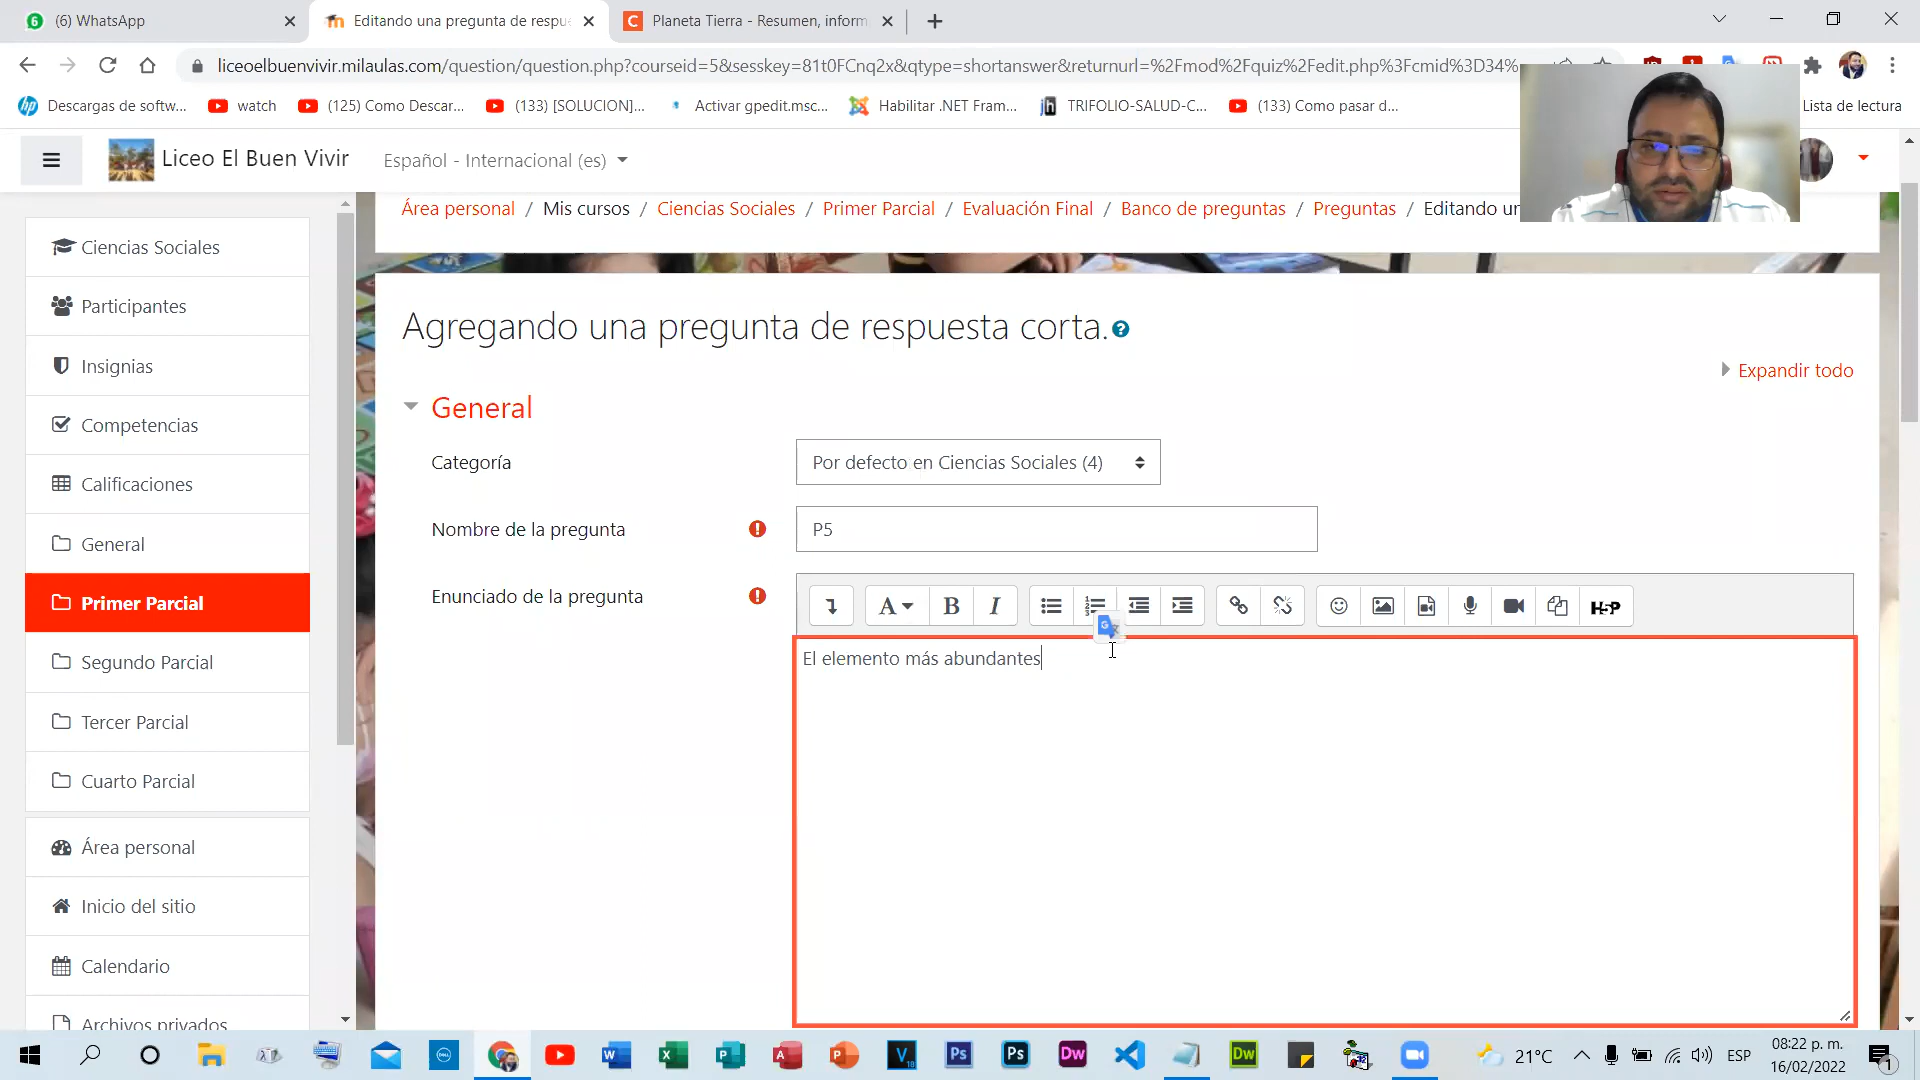 (6) WhatsApp
Editando una pregunta de respu
Planeta Tierra - Resumen, inform
liceoelbuenvivir.milaulas.com/question/question.php?courseid=5&sesskey=81t0FCnq2x&qtype=shortanswer&returnurl=%2Fmod%2Fquiz%2Fedit.php%3Fcmid%3D34%
Descargas de softw...
watch
(125) Como Descar...
(133) [SOLUCION]...
Activar gpedit.msc...
Habilitar .NET Fram...
TRIFOLIO-SALUD-C...
(133) Como pasar d...
Lista de lectura
Liceo El Buen Vivir
Español - Internacional (es)
Área personal / Mis cursos / Ciencias Sociales / Primer Parcial / Evaluación Final / Banco de preguntas / Preguntas / Editando un
Ciencias Sociales
Participantes
Insignias
Competencias
Calificaciones
General
Primer Parcial
Segundo Parcial
Tercer Parcial
Cuarto Parcial
Área personal
Inicio del sitio
Calendario
Archivos privados
Agregando una pregunta de respuesta corta.
Expandir todo
General
Categoría
Por defecto en Ciencias Sociales (4)
Nombre de la pregunta
P5
Enunciado de la pregunta
A B I
H5P
El elemento más abundantes
21°C
ESP
08:22 p. m.
16/02/2022
1